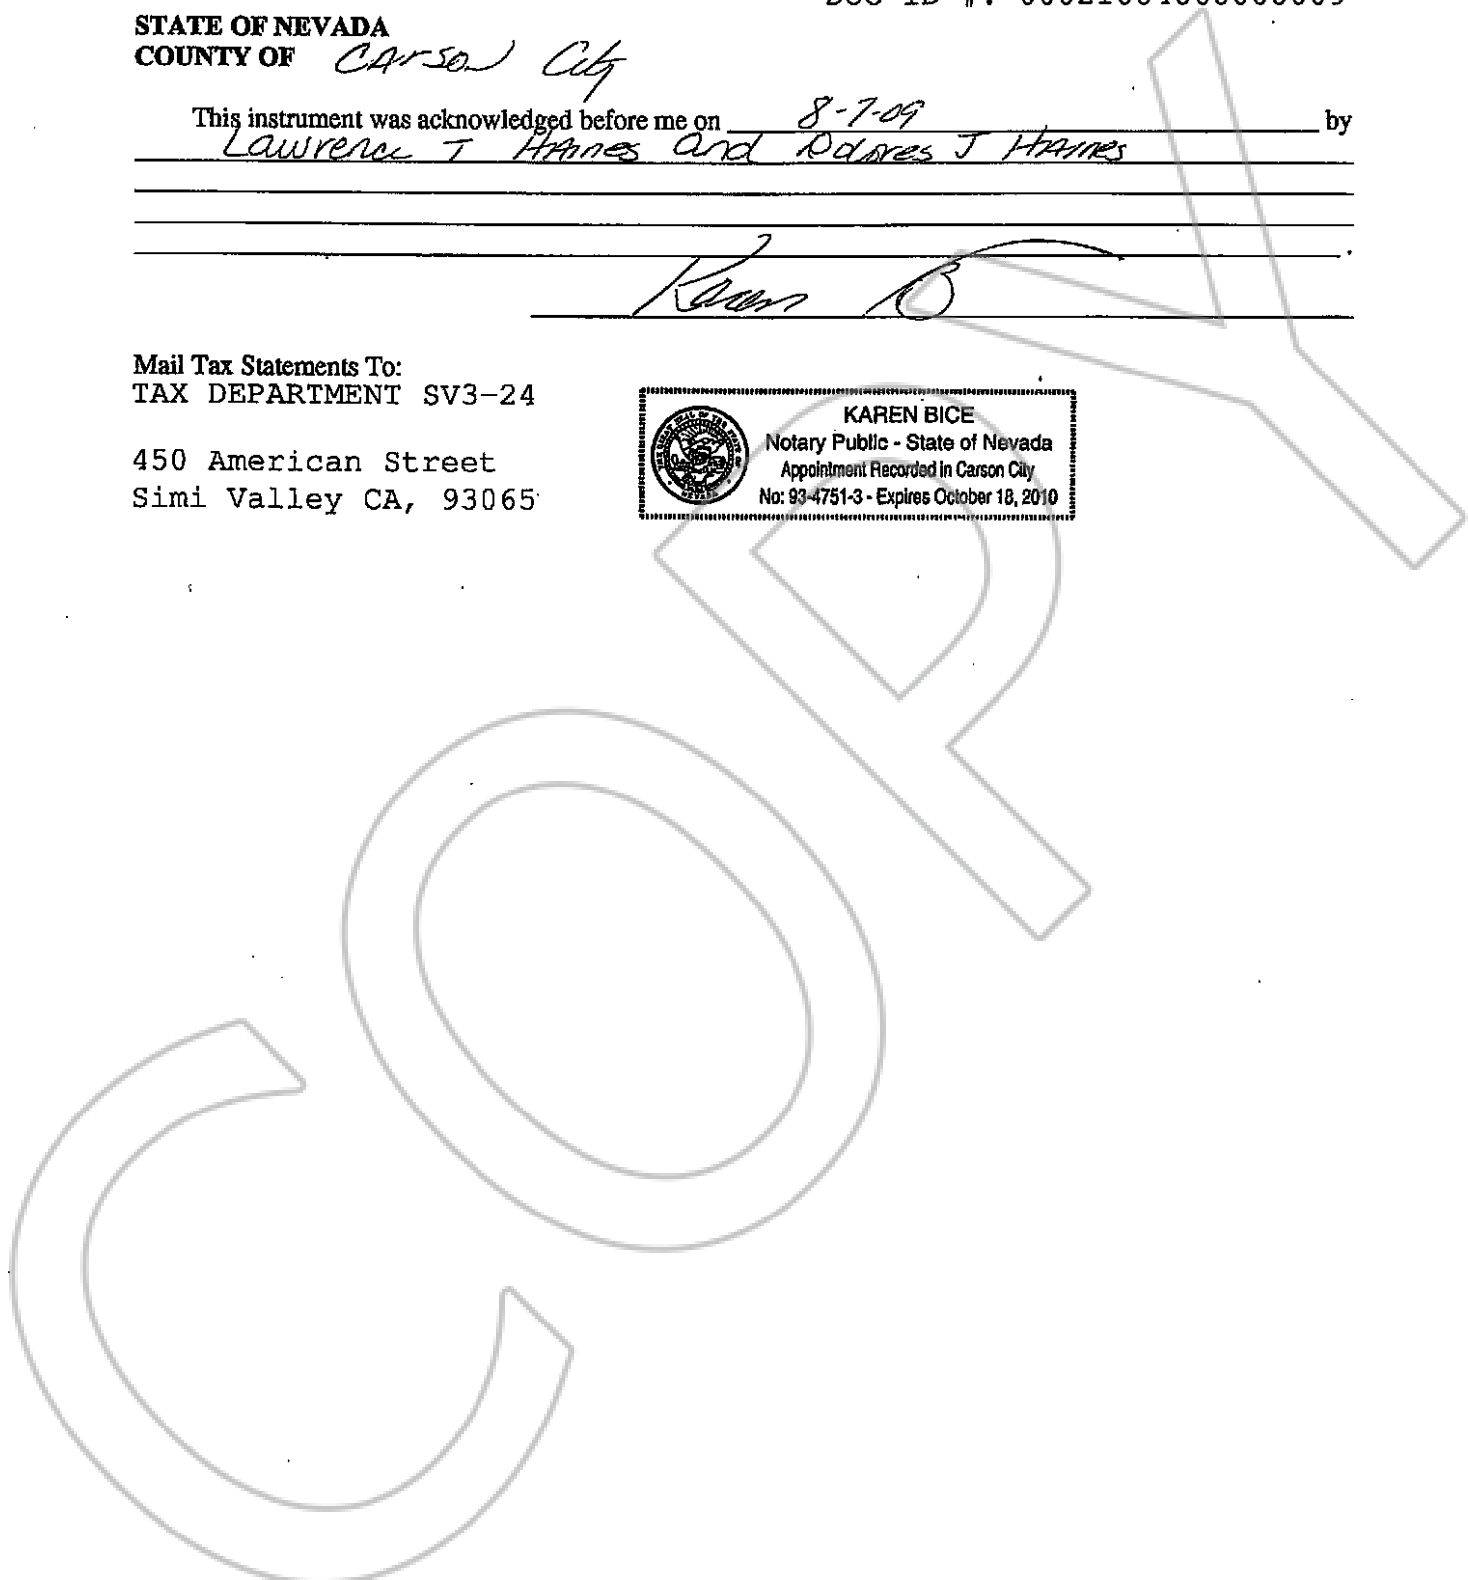 STATE OF NEVADA
COUNTY OF Carson City
This instrument was acknowledged before me on 8-7-09 by
Lawrence T Haines and J Haines
Karen B
Mail Tax Statements To:
TAX DEPARTMENT SV3-24
450 American Street
Simi Valley CA, 93065
KAREN BICE
Notary Public - State of Nevada
Appointment Recorded in Carson City
No: 93-4751-3 - Expires October 18, 2010
COPY